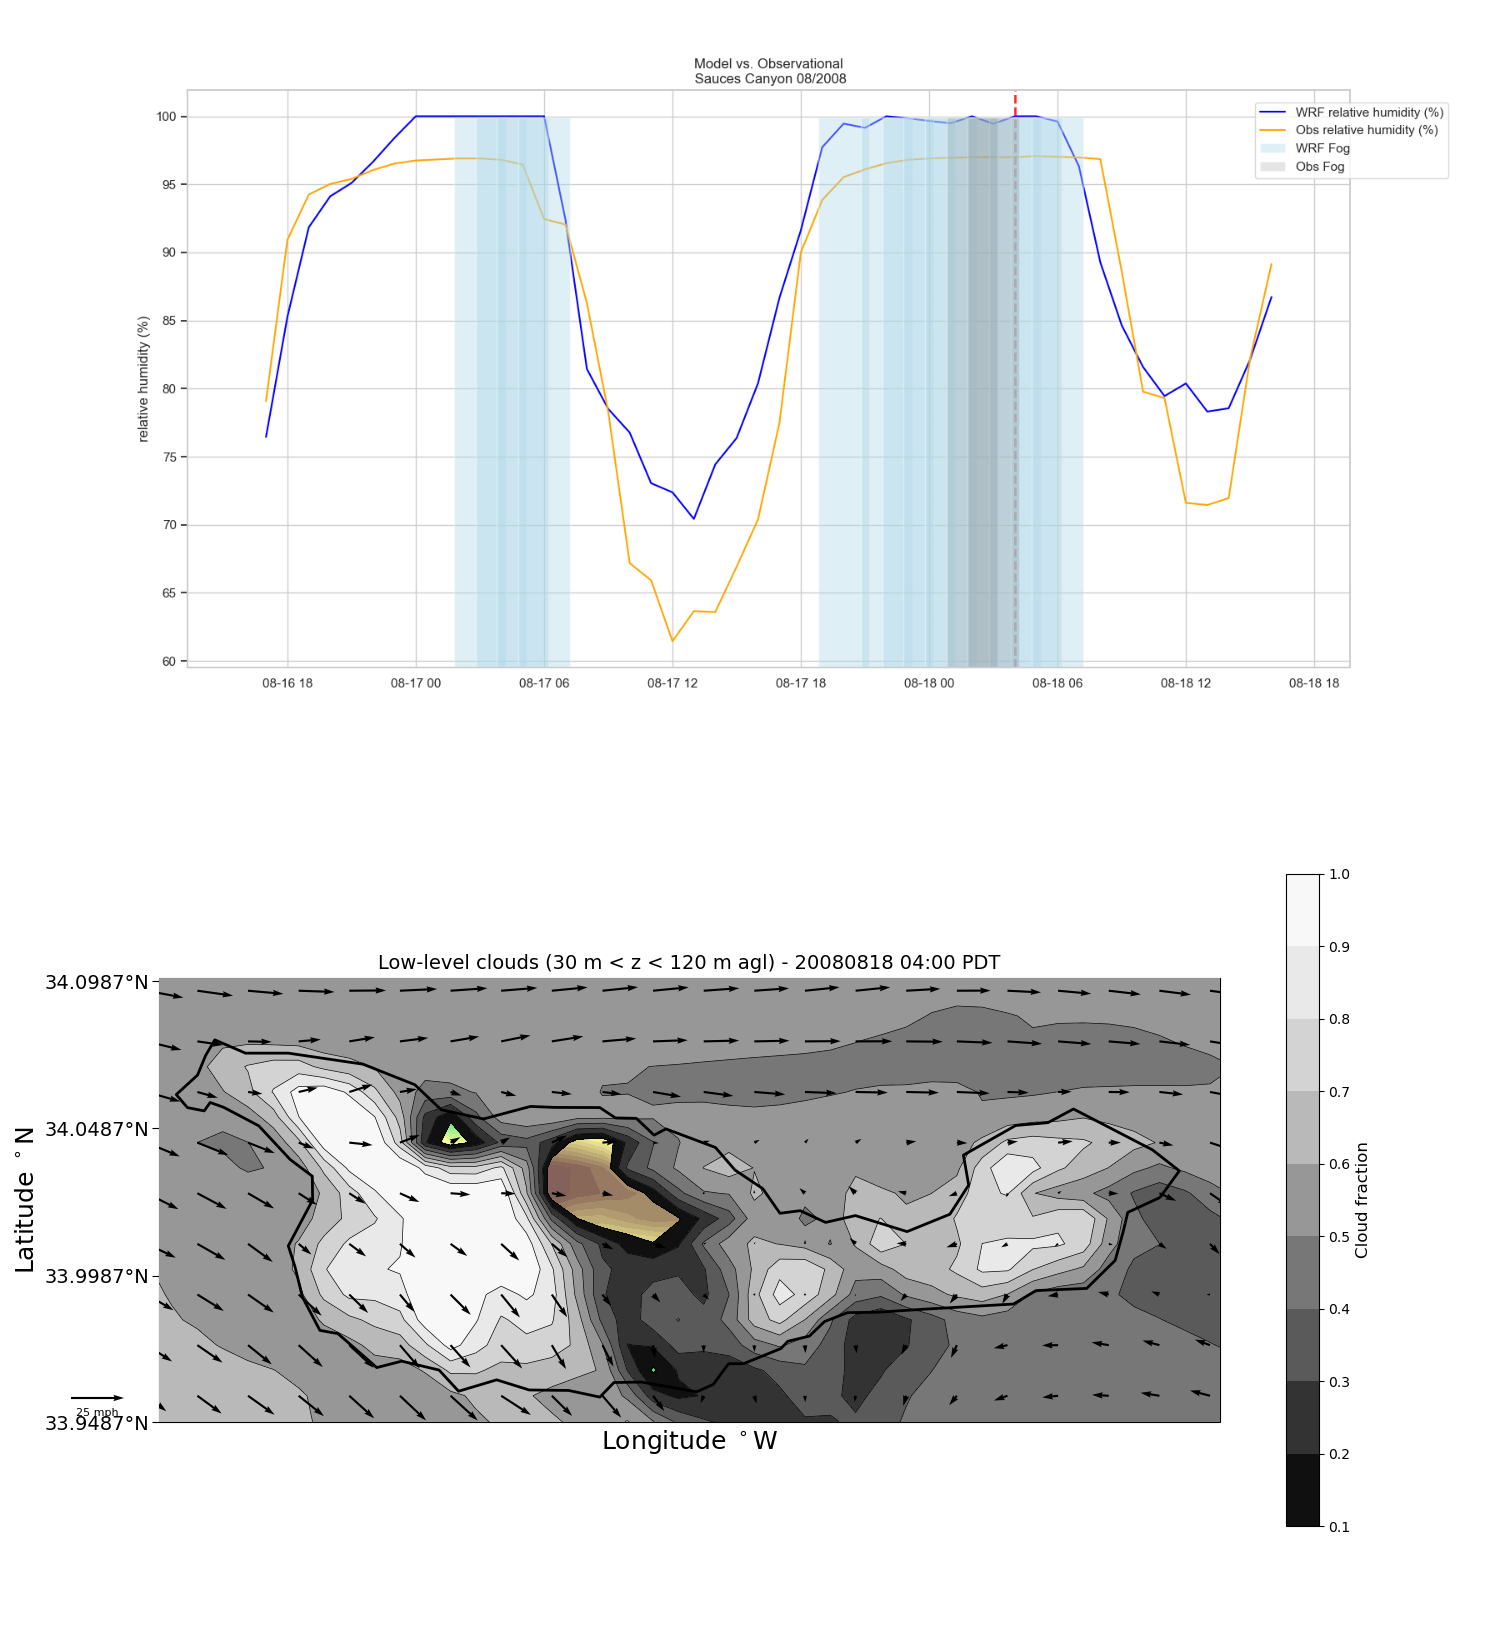 Model vs. Observational
Sauces Canyon 08/2008
100
95
90
85
80
75
70
65
60
relative humidity (%)
WRF relative humidity (%)
Obs relative humidity (%)
WRF Fog
Obs Fog
08-16 18
08-17 00
08-17 06
08-17 12
08-17 18
08-18 00
08-18 06
08-18 12
08-18 18
Low-level clouds (30 m < z < 120 m agl) - 20080818 04:00 PDT
34.0987°N
34.0487°N
33.9987°N
33.9487°N
Latitude °N
Longitude °W
25 mph
1.0
0.9
0.8
0.7
0.6
0.5
0.4
0.3
0.2
0.1
Cloud fraction